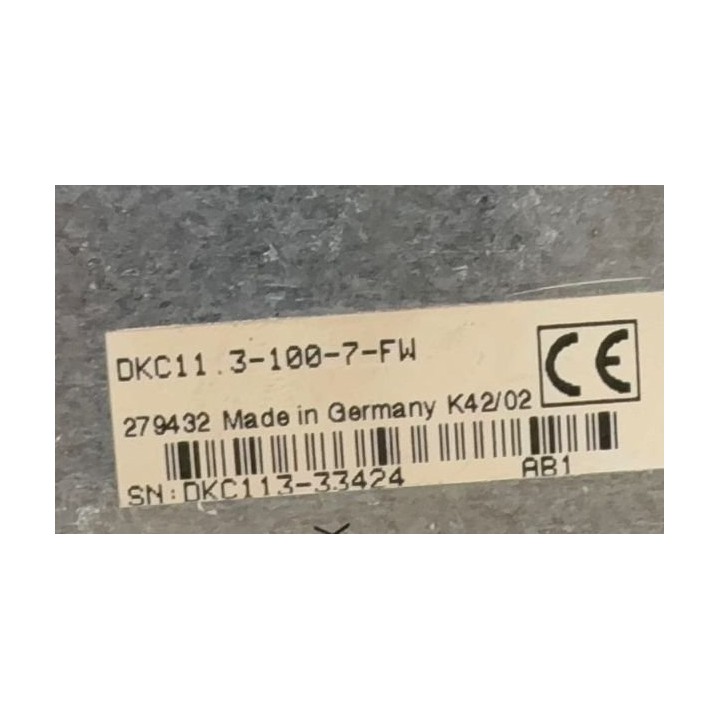 DKC11.3-100-7-FW
CE
279432 Made in Germany K42/02
SN:DKC113-33424 AB1